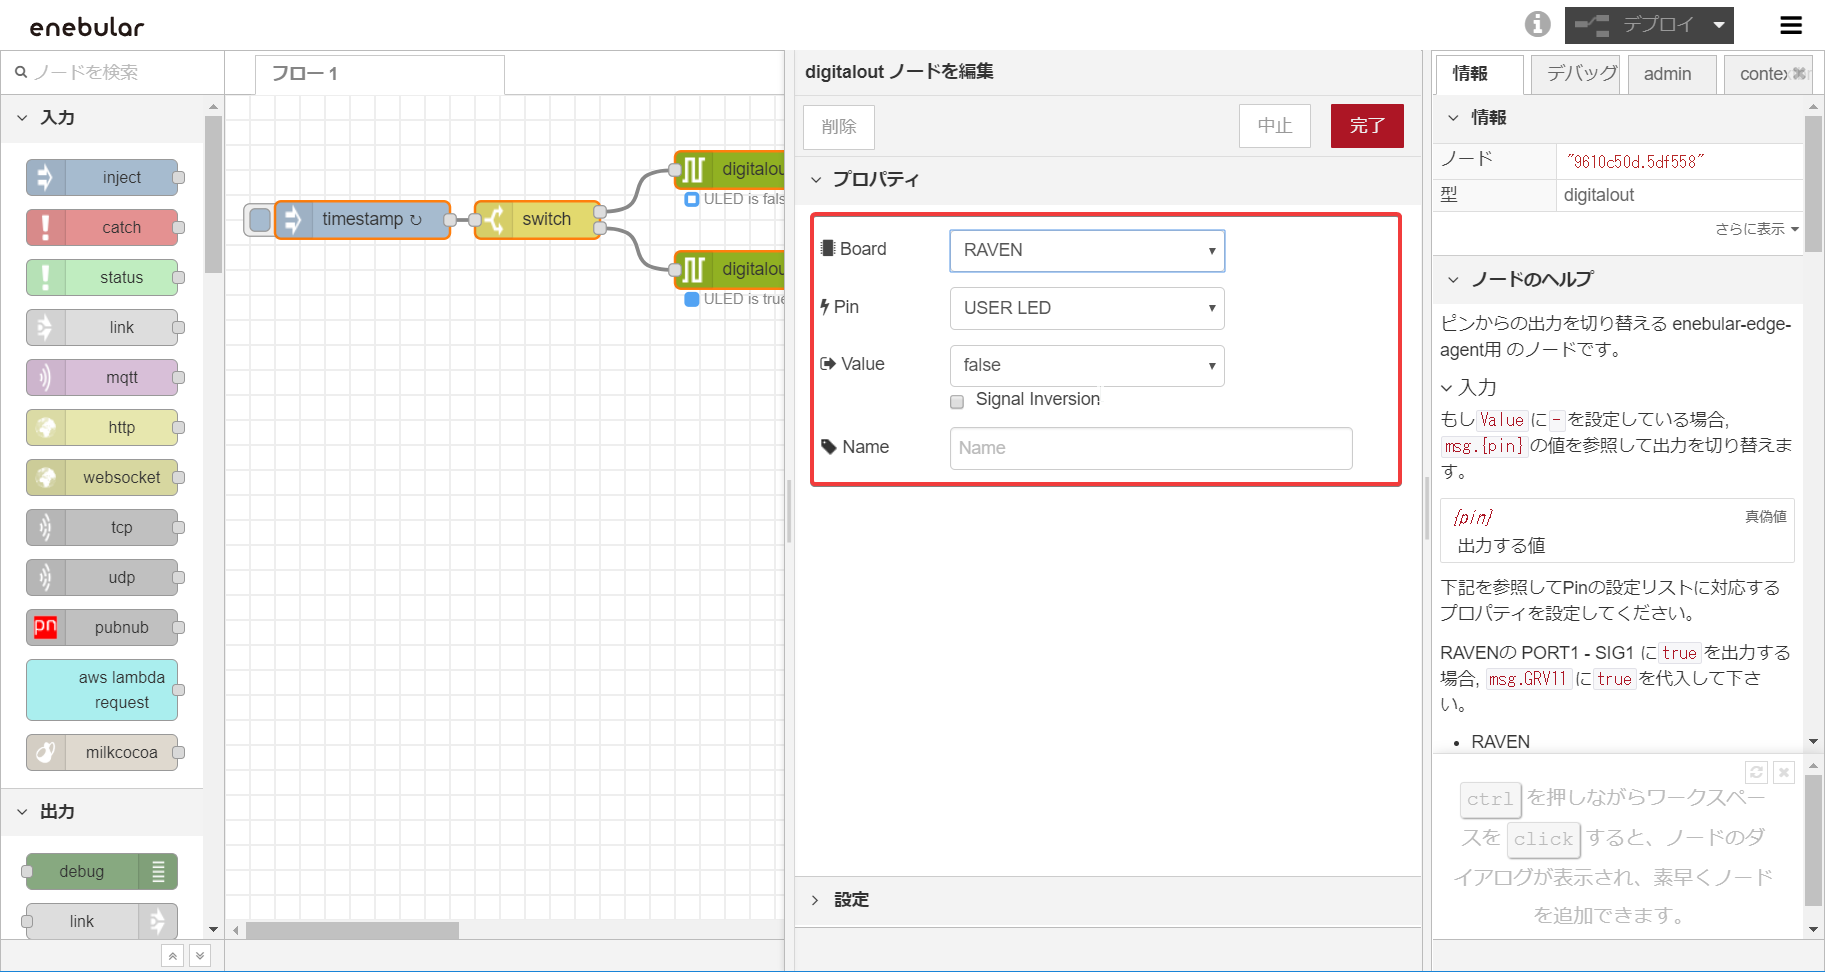 enebular
デプロイ
ノードを検索
入力
inject
catch
status
link
mqtt
http
websocket
tcp
udp
pn
pubnub
aws lambda
request
milkcocoa
出力
debug
link
フロー 1
timestamp ↻
switch
digitalou
ULED is fals
digitalou
ULED is true
digitalout ノードを編集
削除
中止
完了
プロパティ
Board
RAVEN
Pin
USER LED
Value
false
Signal Inversion
Name
Name
設定
情報
デバッグ
admin
contex
情報
ノード
"9610c50d.5df558"
型
digitalout
さらに表示
ノードのヘルプ
ピンからの出力を切り替える enebular-edge-
agent用 のノードです。
入力
もし Value に - を設定している場合,
msg.{pin} の値を参照して出力を切り替えま
す。
{pin}
真偽値
出力する値
下記を参照してPinの設定リストに対応する
プロパティを設定してください。
RAVENの PORT1 - SIG1 に true を出力する
場合, msg.GRV11 に true を代入して下さ
い。
• RAVEN
ctrl を押しながらワークスペー
スを click すると、ノードのダ
イアログが表示され、素早くノード
を追加できます。